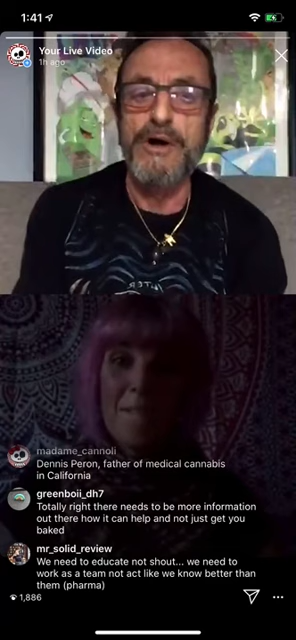 1:41
Your Live Video
1h ago
madame_cannoli
Dennis Peron, father of medical cannabis
in California
greenboii_dh7
Totally right there needs to be more information
out there how it can help and not just get you
baked
mr_solid_review
We need to educate not shout... we need to
work as a team not act like we know better than
them (pharma)
1,886